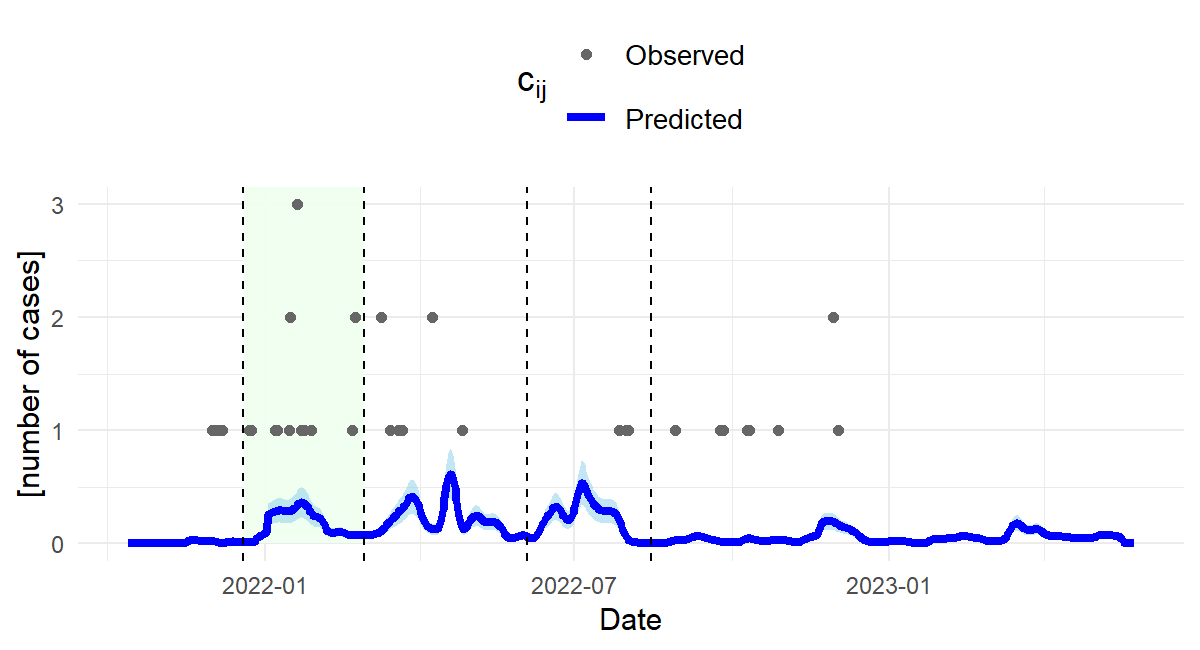 Observed
c_ij
Predicted
[number of cases]
3
2
1
0
2022-01
2022-07
2023-01
Date